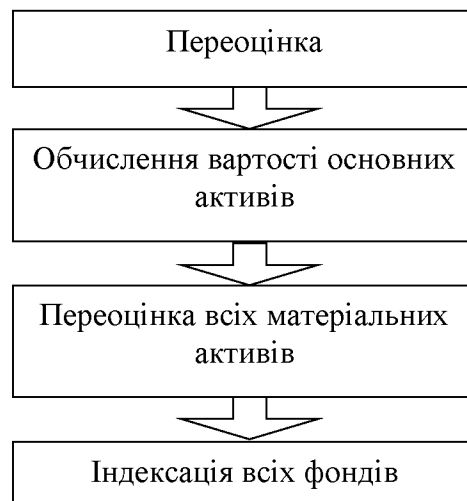 Переоцінка
Обчислення вартості основних
активів
Переоцінка всіх матеріальних
активів
Індексація всіх фондів